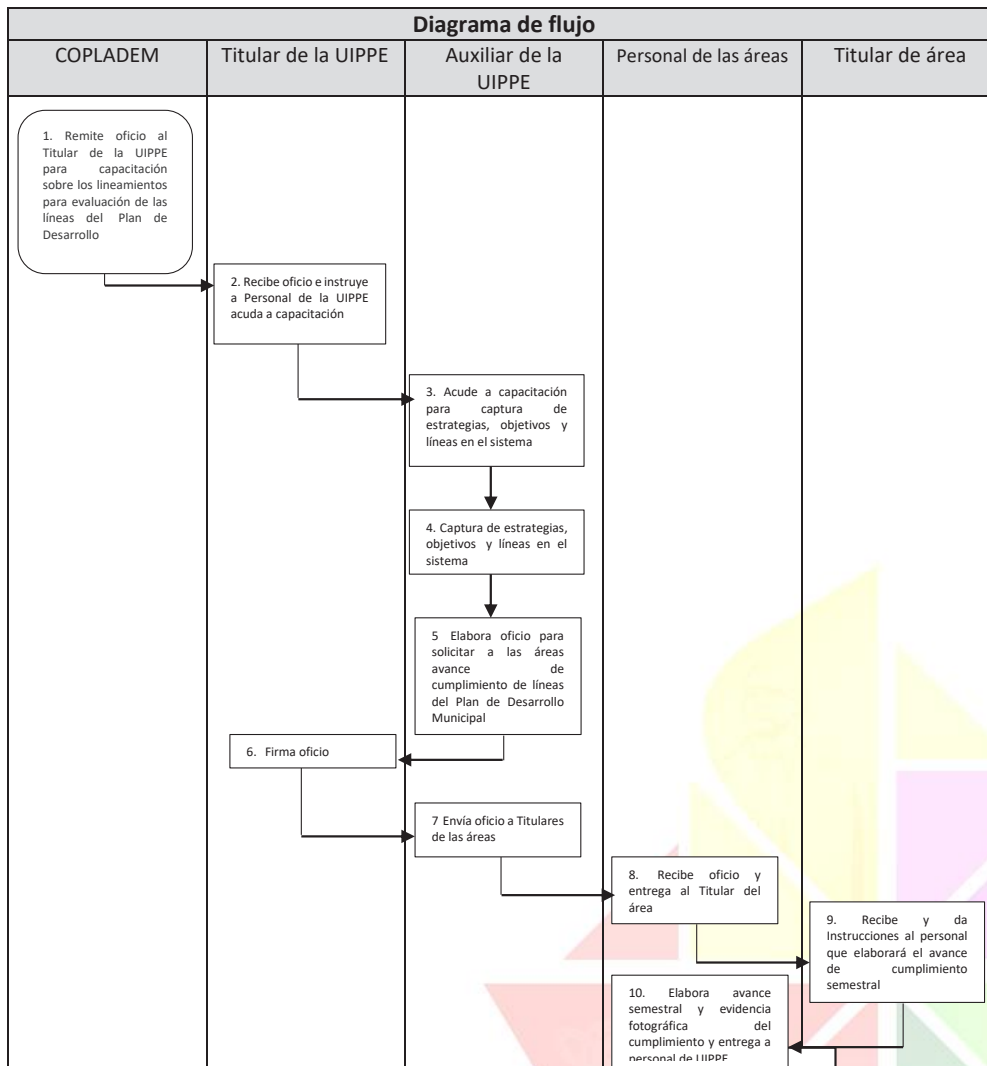 Diagrama de flujo
COPLADEM
Titular de la UIPPE
Auxiliar de la
UIPPE
Personal de las áreas
Titular de área
1. Remite oficio al
Titular de la UIPPE
para capacitación
sobre los lineamientos
para evaluación de las
líneas del Plan de
Desarrollo
2. Recibe oficio e instruye
a Personal de la UIPPE
acuda a capacitación
3. Acude a capacitación
para captura de
estrategias, objetivos y
líneas en el sistema
4. Captura de estrategias,
objetivos y líneas en el
sistema
5 Elabora oficio para
solicitar a las áreas
avance de
cumplimiento de líneas
del Plan de Desarrollo
Municipal
6. Firma oficio
7 Envía oficio a Titulares
de las áreas
8. Recibe oficio y
entrega al Titular del
área
9. Recibe y da
Instrucciones al personal
que elaborará el avance
de cumplimiento
semestral
10. Elabora avance
semestral y evidencia
fotográfica del
cumplimiento y entrega a
personal de UIPPE